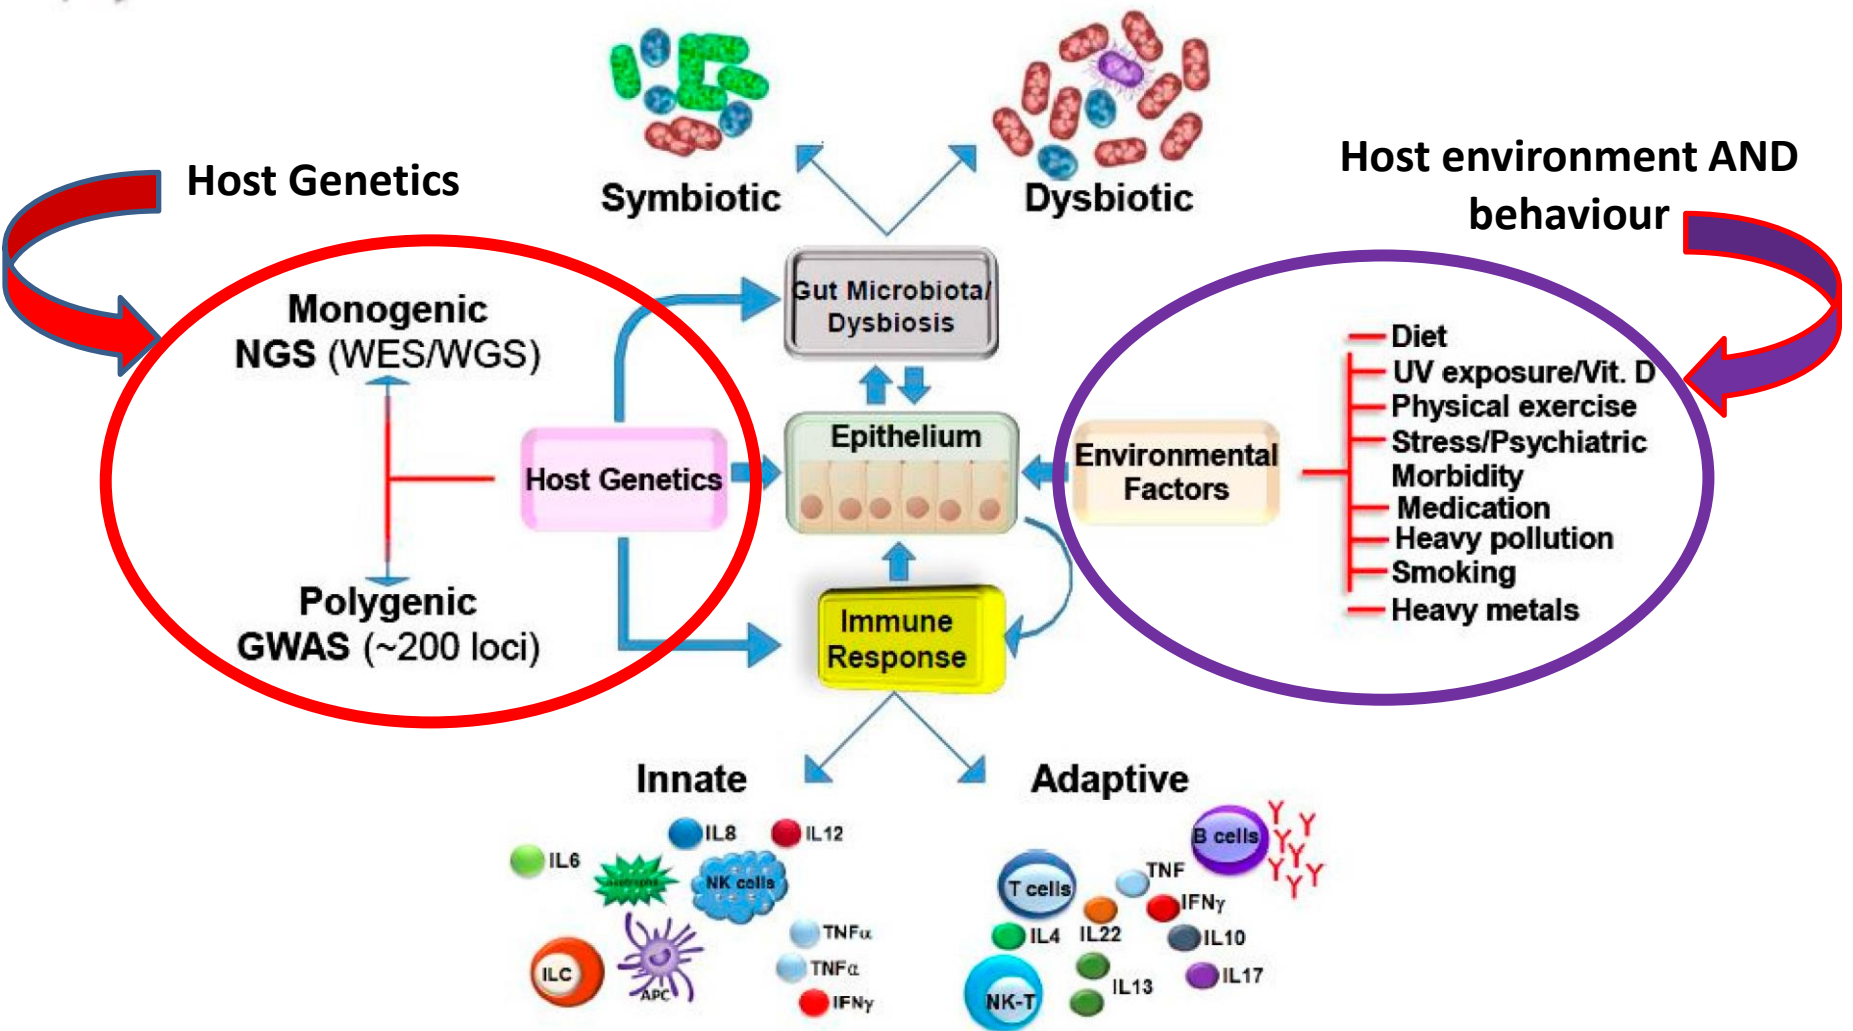 Symbiotic
Dysbiotic
Host Genetics
Host environment AND
behaviour
Monogenic
NGS (WES/WGS)
Polygenic
GWAS (~200 loci)
Host Genetics
Gut Microbiota/
Dysbiosis
Epithelium
Immune
Response
Environmental
Factors
Diet
UV exposure/Vit. D
Physical exercise
Stress/Psychiatric
Morbidity
Medication
Heavy pollution
Smoking
Heavy metals
Innate
IL8
IL12
IL6
NK cells
TNFα
TNFα
IFNγ
ILC
APC
Adaptive
B cells
T cells
TNF
IFNγ
IL4
IL22
IL10
IL13
IL17
NK-T